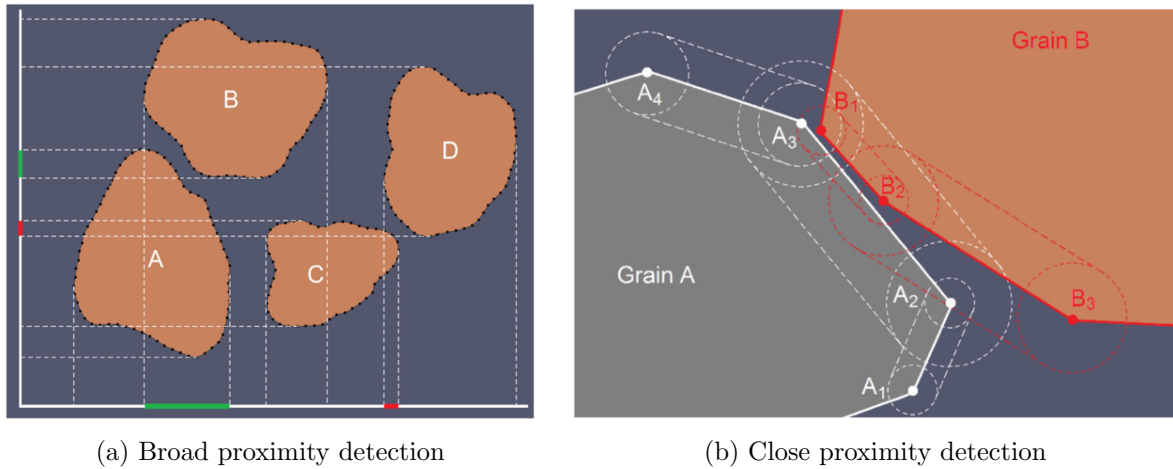 B
D
A
C
Grain B
A4
B1
A3
B2
Grain A
A2
B3
A1
(a) Broad proximity detection
(b) Close proximity detection